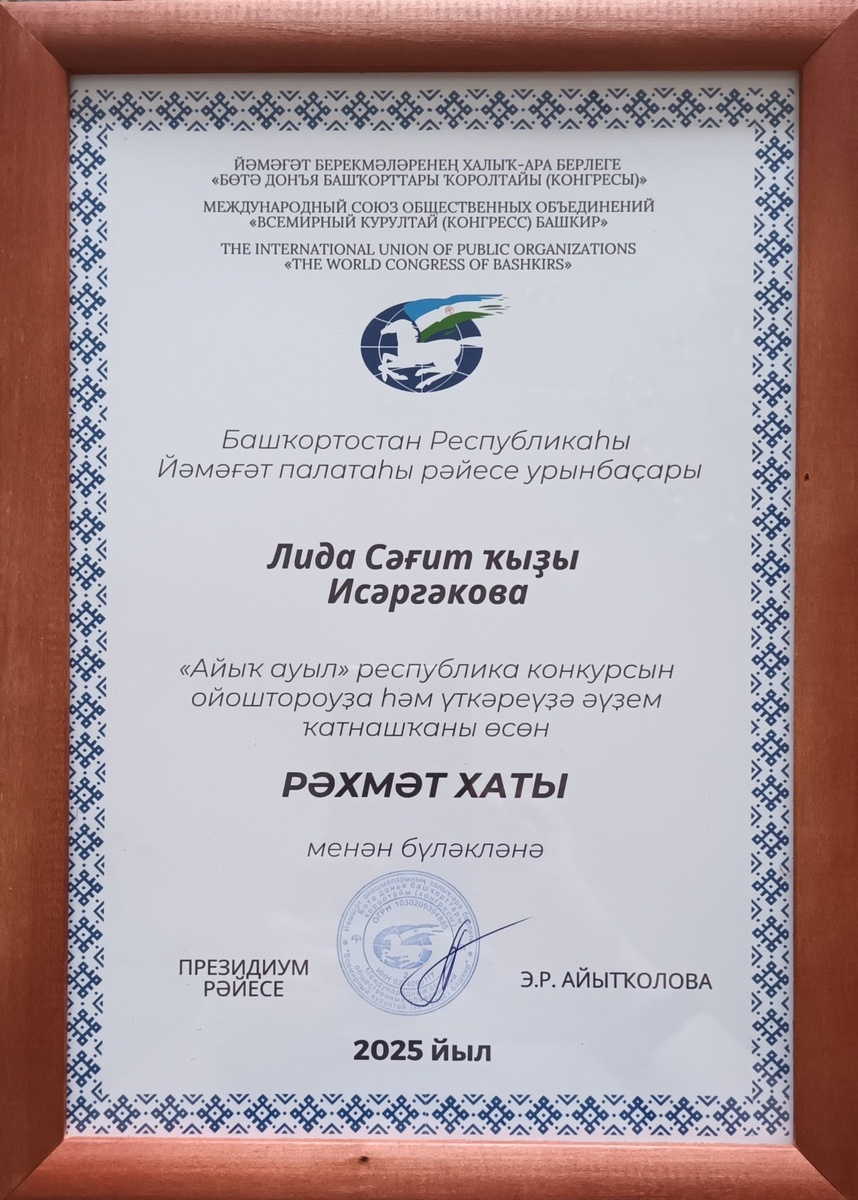 ЙӘМӘҒӘТ БЕРЕКМӘЛӘРЕНЕҢ ХАЛЫҠ-АРА БЕРЛЕГЕ
«БӨТӘ ДОНЪЯ БАШҠОРТТАРЫ ҠОРОЛТАЙЫ (КОНГРЕСЫ)»
МЕЖДУНАРОДНЫЙ СОЮЗ ОБЩЕСТВЕННЫХ ОБЪЕДИНЕНИЙ
«ВСЕМИРНЫЙ КУРУЛТАЙ (КОНГРЕСС) БАШКИР»
THE INTERNATIONAL UNION OF PUBLIC ORGANIZATIONS
«THE WORLD CONGRESS OF BASHKIRS»
Башҡортостан Республикаһы
Йәмәғәт палатаһы рәйесе урынбаҫары
Лида Сәғит ҡыҙы
Исәргәкова
«Айыҡ ауыл» республика конкурсын
ойоштороуҙа һәм үткәреүҙә әүҙем
ҡатнашҡаны өсөн
РӘХМӘТ ХАТЫ
менән бүләкләнә
ПРЕЗИДИУМ
РӘЙЕСЕ
Э.Р. АЙЫТҠОЛОВА
2025 йыл